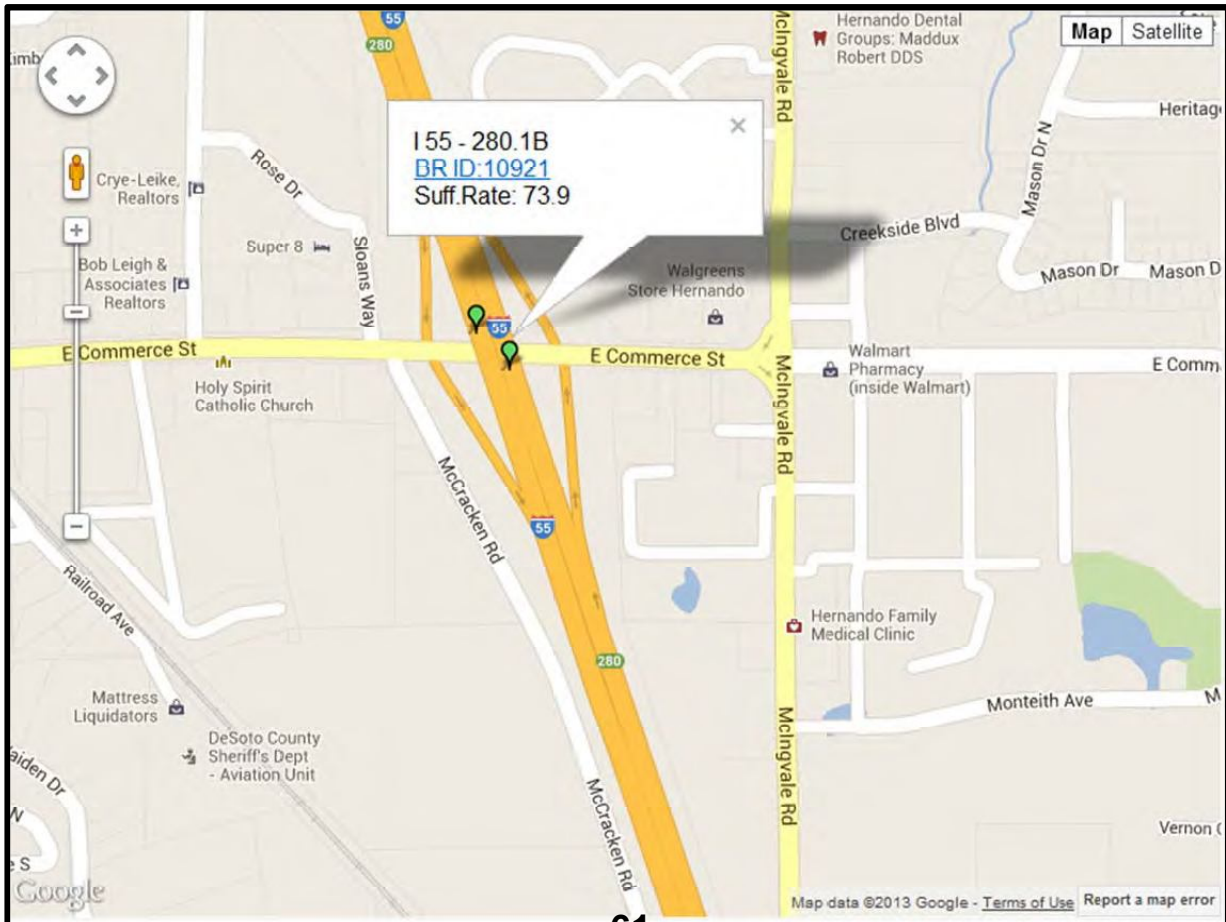 55
280
Hernando Dental
Groups: Maddux
Robert DDS
Map
Satellite
McIngvale Rd
Heritag
I 55 - 280.1B
BR ID:10921
Suff.Rate: 73.9
Mason Dr N
Crye-Leike,
Realtors
Rose Dr
Super 8
Sloans Way
Creekside Blvd
Bob Leigh &
Associates
Realtors
Walgreens
Store Hernando
Mason Dr
Mason D
55
E Commerce St
E Commerce St
E Comm
Walmart
Pharmacy
(inside Walmart)
Holy Spirit
Catholic Church
McIngvale Rd
McCracken Rd
55
Railroad Ave
Hernando Family
Medical Clinic
280
Mattress
Liquidators
Monteith Ave
M
DeSoto County
Sheriff's Dept
- Aviation Unit
McIngvale Rd
aiden Dr
N
McCracken Rd
Vernon
e S
Google
Map data ©2013 Google - Terms of Use
Report a map error